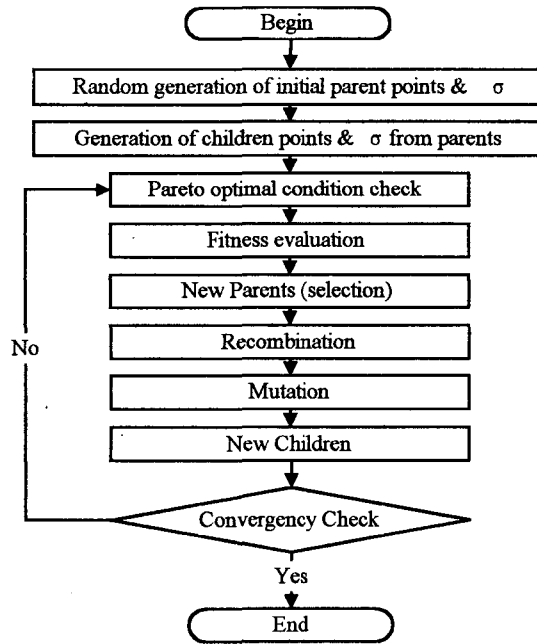 Begin
Random generation of initial parent points & σ
Generation of children points & σ from parents
Pareto optimal condition check
Fitness evaluation
New Parents (selection)
Recombination
No
Mutation
New Children
Convergency Check
Yes
End